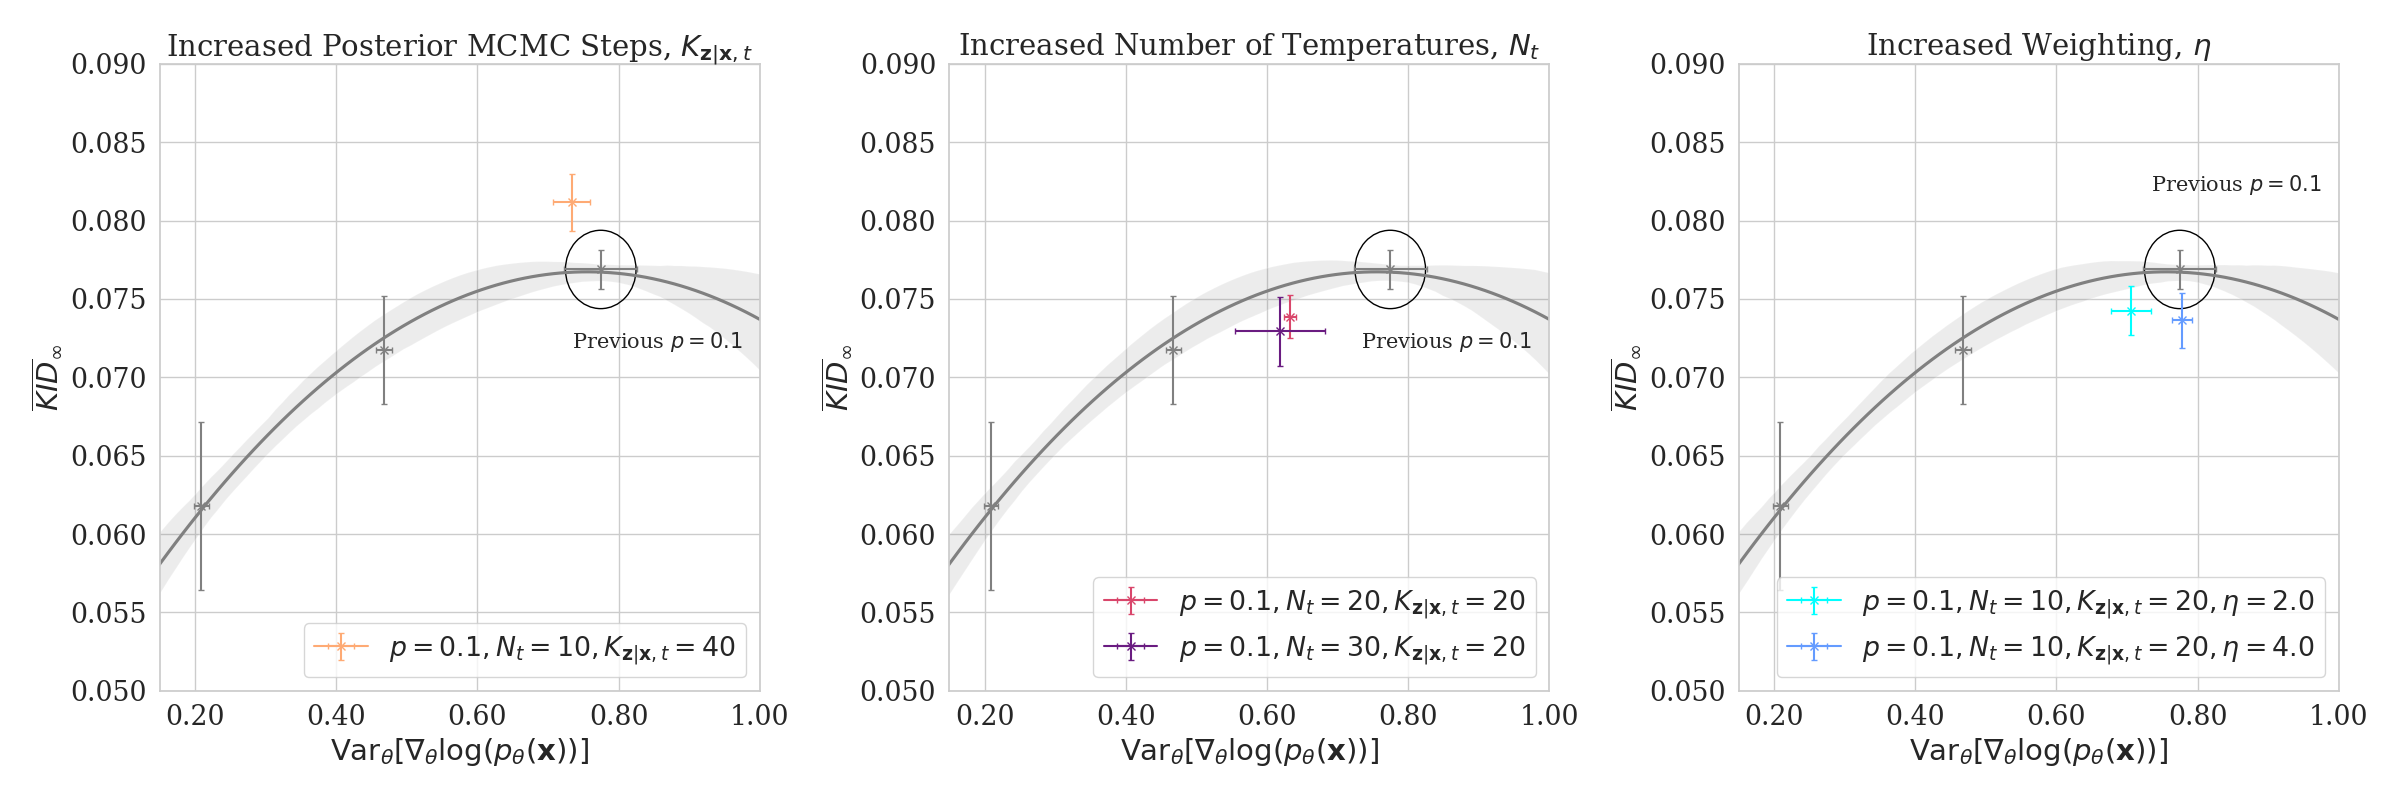 Increased Posterior MCMC Steps, K_{z|x, t}
0.090
0.085
0.080
0.075
0.070
0.065
0.060
0.055
0.050
\overline{KID}_∞
Previous p = 0.1
p = 0.1, N_t = 10, K_{z|x, t} = 40
0.20 0.40 0.60 0.80 1.00
Var_θ[∇_θ log(p_θ(x))]
Increased Number of Temperatures, N_t
0.090
0.085
0.080
0.075
0.070
0.065
0.060
0.055
0.050
\overline{KID}_∞
Previous p = 0.1
p = 0.1, N_t = 20, K_{z|x, t} = 20
p = 0.1, N_t = 30, K_{z|x, t} = 20
0.20 0.40 0.60 0.80 1.00
Var_θ[∇_θ log(p_θ(x))]
Increased Weighting, η
0.090
0.085
0.080
0.075
0.070
0.065
0.060
0.055
0.050
\overline{KID}_∞
Previous p = 0.1
p = 0.1, N_t = 10, K_{z|x, t} = 20, η = 2.0
p = 0.1, N_t = 10, K_{z|x, t} = 20, η = 4.0
0.20 0.40 0.60 0.80 1.00
Var_θ[∇_θ log(p_θ(x))]